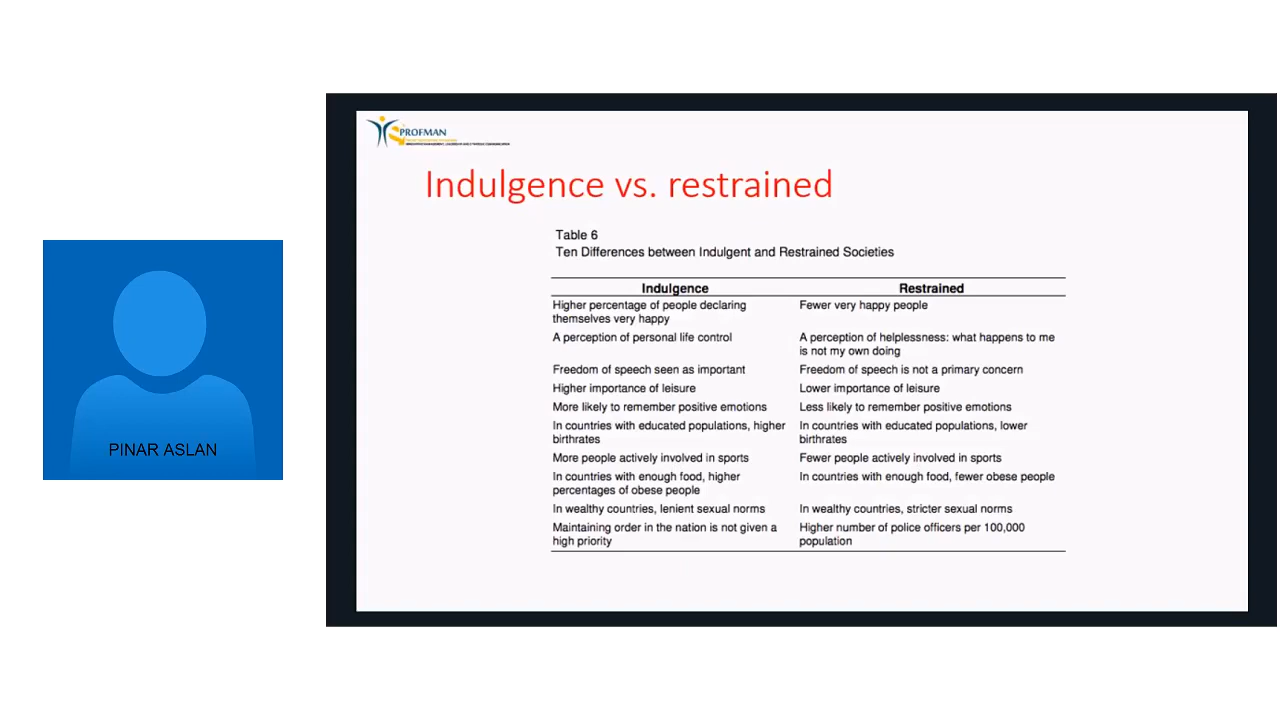 PROFMAN
Indulgence vs. restrained
Table 6
Ten Differences between Indulgent and Restrained Societies
Indulgence Restrained
Higher percentage of people declaring
themselves very happy
Fewer very happy people
A perception of personal life control
A perception of helplessness: what happens to me
is not my own doing
Freedom of speech seen as important
Freedom of speech is not a primary concern
Higher importance of leisure
Lower importance of leisure
More likely to remember positive emotions
Less likely to remember positive emotions
In countries with educated populations, higher
birthrates
In countries with educated populations, lower
birthrates
More people actively involved in sports
Fewer people actively involved in sports
In countries with enough food, higher
percentages of obese people
In countries with enough food, fewer obese people
In wealthy countries, lenient sexual norms
In wealthy countries, stricter sexual norms
Maintaining order in the nation is not given a
high priority
Higher number of police officers per 100,000
population
PINAR ASLAN